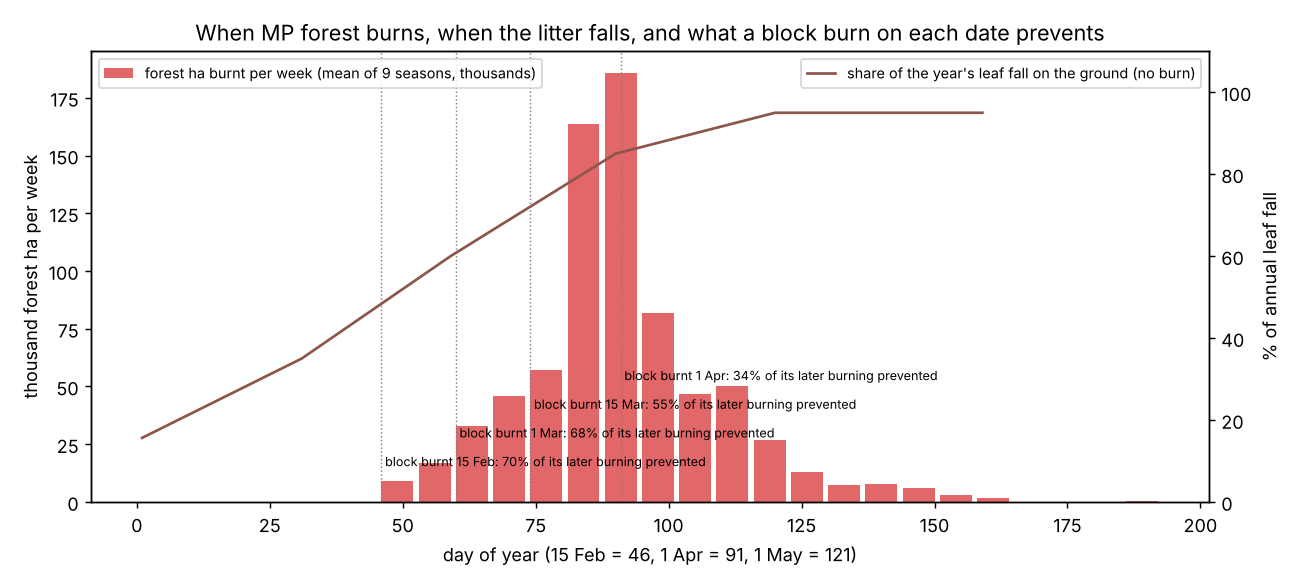 When MP forest burns, when the litter falls, and what a block burn on each date prevents
forest ha burnt per week (mean of 9 seasons, thousands)
share of the year's leaf fall on the ground (no burn)
thousand forest ha per week
175
150
125
100
75
50
25
0
100
80
60
40
20
0
% of annual leaf fall
block burnt 1 Apr: 34% of its later burning prevented
block burnt 15 Mar: 55% of its later burning prevented
block burnt 1 Mar: 68% of its later burning prevented
block burnt 15 Feb: 70% of its later burning prevented
0 25 50 75 100 125 150 175 200
day of year (15 Feb = 46, 1 Apr = 91, 1 May = 121)